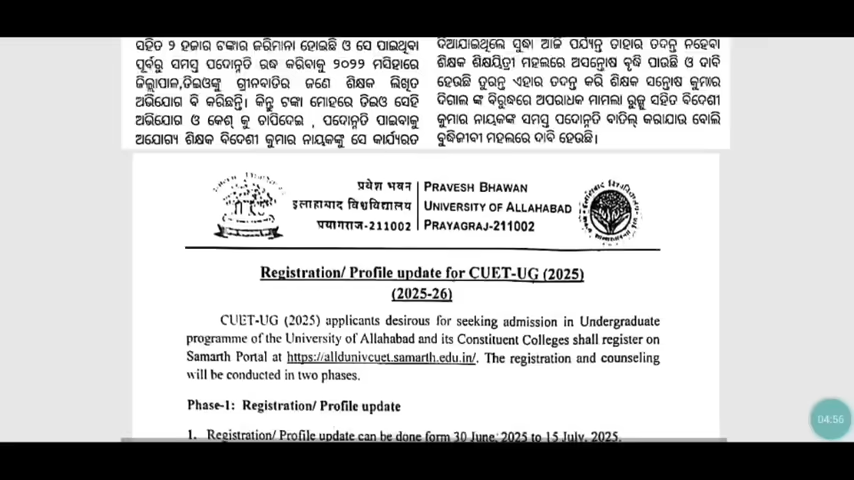 ସହିତ ୨ ହଜାର ଟଙ୍କାର ଜରିମାନା ହୋଇଛି ଓ ସେ ପାଇଥିବା
ପୂର୍ବରୁ ସମସ୍ତ ପଦୋନ୍ନତି ରଦ୍ଧ କରିବାକୁ ୨୦୨୨ ମସିହାରେ
ଜିଲ୍ଲାପାଳ,ଡିଇଓଙ୍କୁ ଗ୍ରୀନବାଡିର ଜଣେ ଶିକ୍ଷକ ଲିଖିତ
ଅଭିଯୋଗ ବି କରିଛନ୍ତି। କିନ୍ତୁ ଟଙ୍କା ମୋହରେ ଡିଇଓ ସେହି
ଅଭିଯୋଗ ଓ କେଶ୍ କୁ ଚାପିଦେଇ , ପଦୋନ୍ନତି ପାଇବାକୁ
ଅଯୋଗ୍ୟ ଶିକ୍ଷକ ବିଦେଶୀ କୁମାର ନାୟକଙ୍କୁ ସେ କାର୍ଯ୍ୟରତ
ଦିଆଯାଇଥିଲେ ସୁଦ୍ଧା ଆଜି ପର୍ଯ୍ୟନ୍ତ ତାହାର ତଦନ୍ତ ନହେବା
ଶିକ୍ଷକ ଶିକ୍ଷୟିତ୍ରୀ ମହଲରେ ଅସନ୍ତୋଷ ବୃଦ୍ଧି ପାଉଛି ଓ ଦାବି
ହେଉଛି ତୁରନ୍ତ ଏହାର ତଦନ୍ତ କରି ଶିକ୍ଷକ ସନ୍ତୋଷ କୁମାର
ଦିଗାଲ ଙ୍କ ବିରୁଦ୍ଧରେ ଅପରାଧିକ ମାମଲା ରୁଜୁ ସହିତ ବିଦେଶୀ
କୁମାର ନାୟକଙ୍କ ସମସ୍ତ ପଦୋନ୍ନତି ବାତିଲ୍ କରାଯାଉ ବୋଲି
ବୁଦ୍ଧିଜୀବୀ ମହଲରେ ଦାବି ହେଉଛି।
प्रवेश भवन
इलाहाबाद विश्वविद्यालय
प्रयागराज-211002
PRAVESH BHAWAN
UNIVERSITY OF ALLAHABAD
PRAYAGRAJ-211002
Registration/ Profile update for CUET-UG (2025)
(2025-26)
CUET-UG (2025) applicants desirous for seeking admission in Undergraduate
programme of the University of Allahabad and its Constituent Colleges shall register on
Samarth Portal at https://alldunivcuet.samarth.edu.in/. The registration and counseling
will be conducted in two phases.
Phase-1: Registration/ Profile update
1. Registration/ Profile update can be done form 30 June, 2025 to 15 July, 2025.
04:56